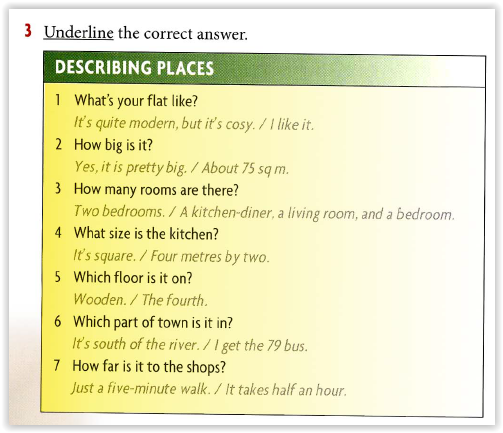 3 Underline the correct answer.
DESCRIBING PLACES
1 What's your flat like?
It's quite modern, but it's cosy. / I like it.
2 How big is it?
Yes, it is pretty big. / About 75 sq m.
3 How many rooms are there?
Two bedrooms. / A kitchen-diner, a living room, and a bedroom.
4 What size is the kitchen?
It's square. / Four metres by two.
5 Which floor is it on?
Wooden. / The fourth.
6 Which part of town is it in?
It's south of the river. / I get the 79 bus.
7 How far is it to the shops?
Just a five-minute walk. / It takes half an hour.